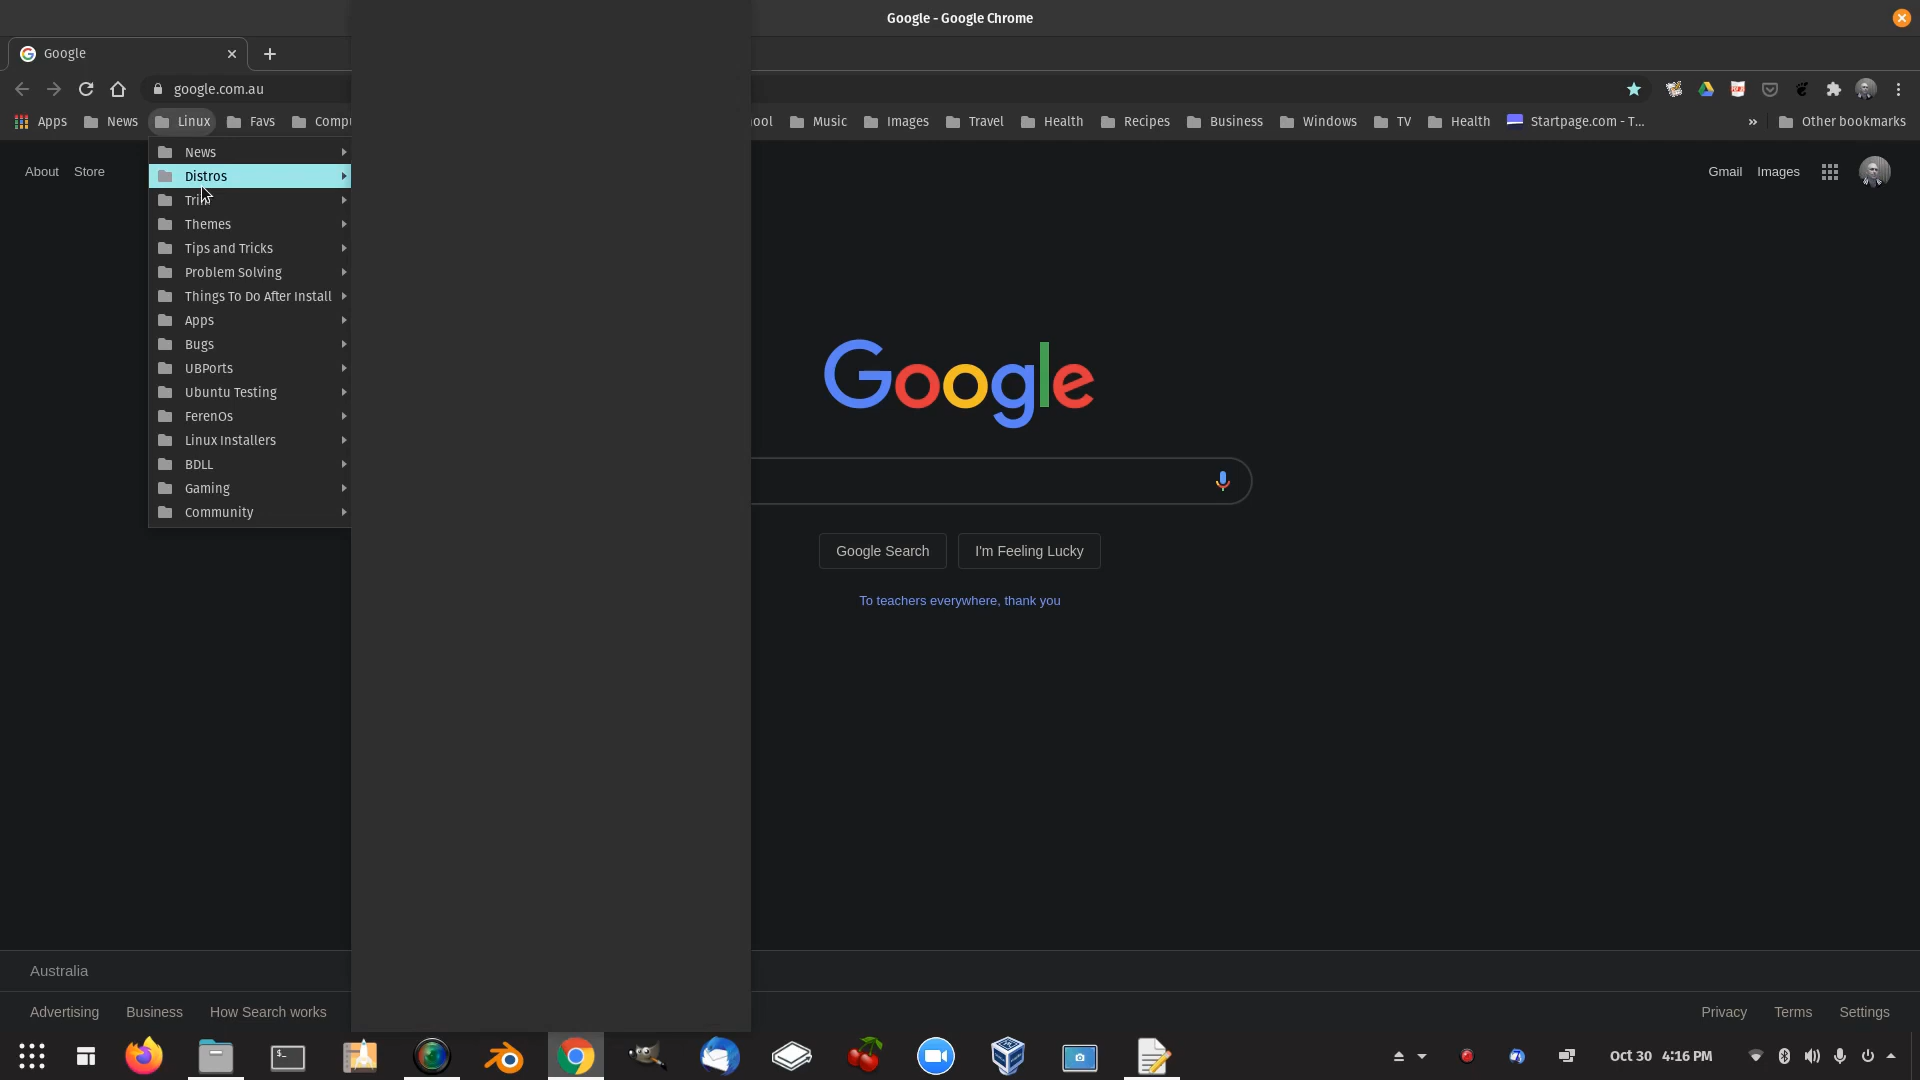 Google - Google Chrome
Google
google.com.au
Apps News Linux Favs Comp ool Music Images Travel Health Recipes Business Windows TV Health Startpage.com - T... » Other bookmarks
About Store Gmail Images
News
Distros
Themes
Tips and Tricks
Problem Solving
Things To Do After Install
Apps
Bugs
UBPorts
Ubuntu Testing
FerenOs
Linux Installers
BDLL
Gaming
Community
Google
Google Search I'm Feeling Lucky
To teachers everywhere, thank you
Australia
Advertising Business How Search works Privacy Terms Settings
$_
Oct 30 4:16 PM